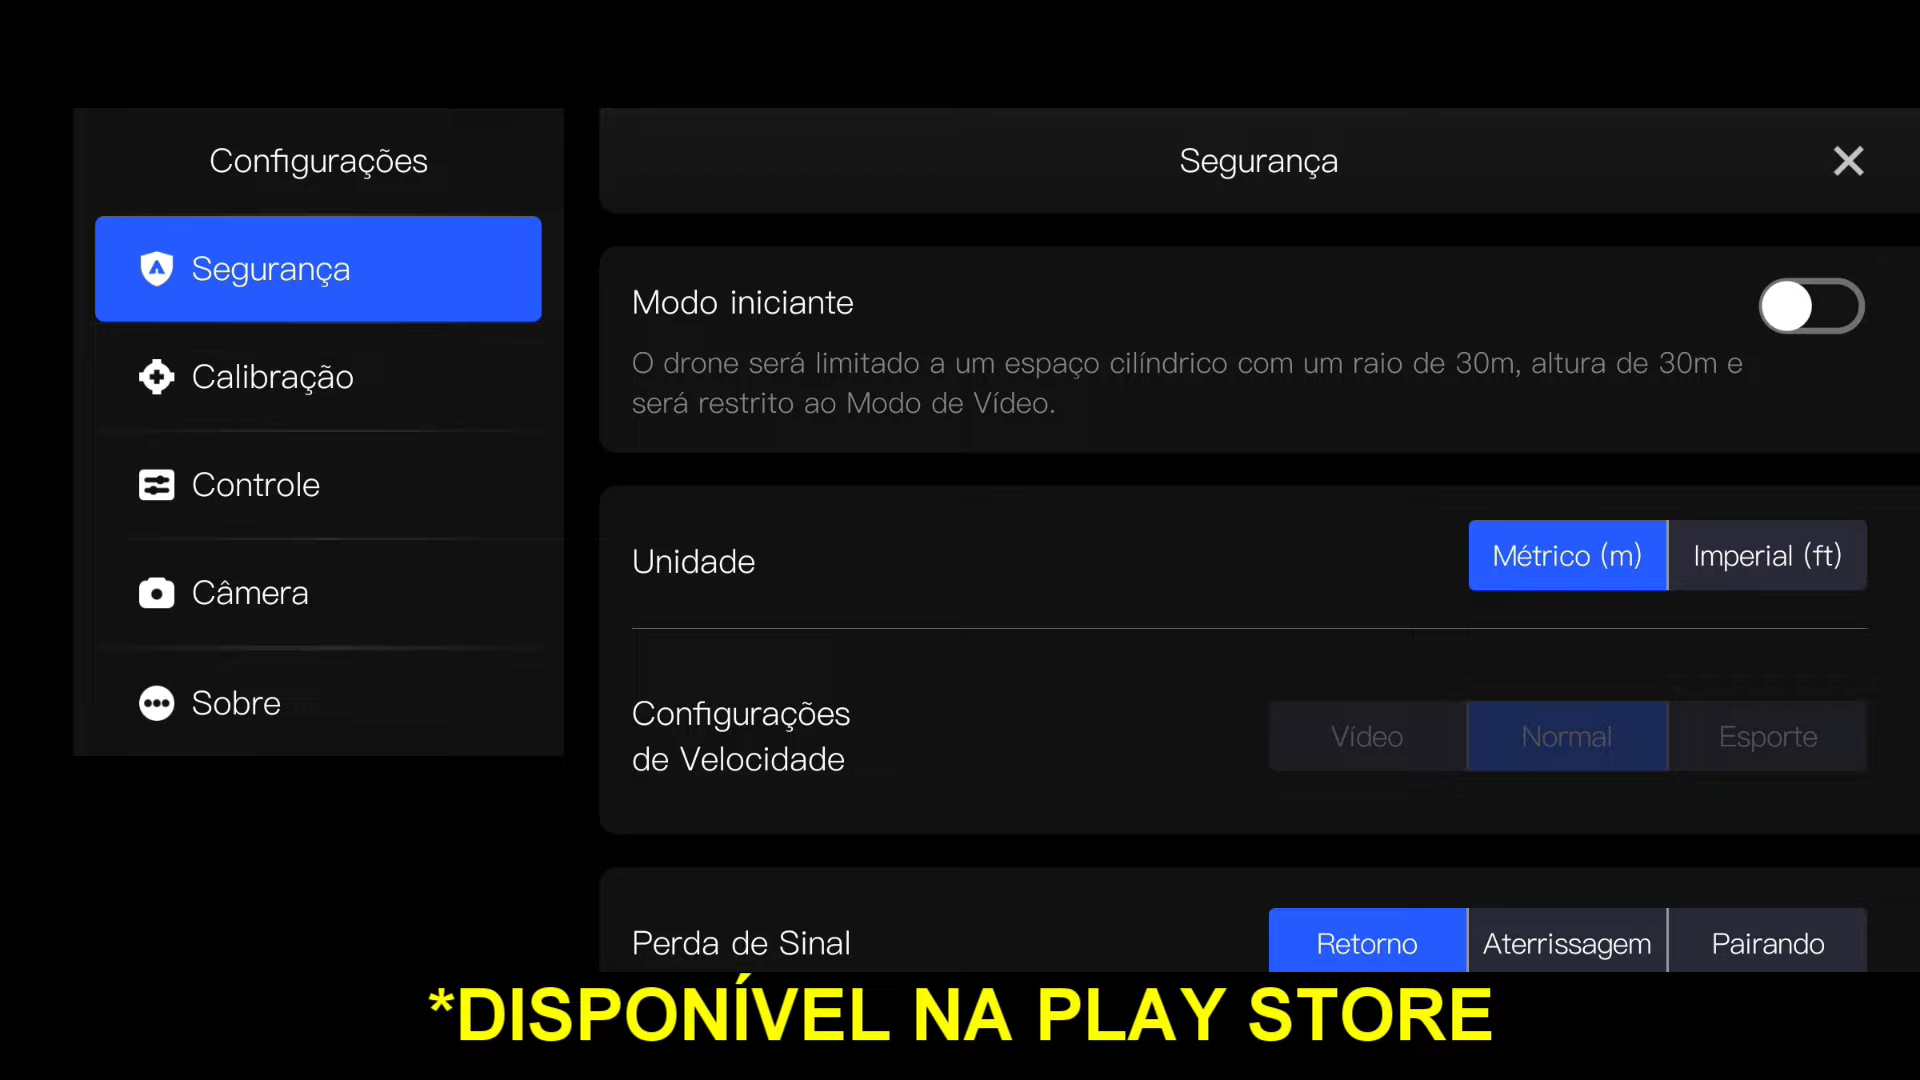 Configurações
Segurança
Calibração
Controle
Câmera
Sobre
Segurança
Modo iniciante
O drone será limitado a um espaço cilíndrico com um raio de 30m, altura de 30m e
será restrito ao Modo de Vídeo.
Unidade
Métrico (m)
Imperial (ft)
Configurações
de Velocidade
Vídeo
Normal
Esporte
Perda de Sinal
Retorno
Aterrissagem
Pairando
*DISPONÍVEL NA PLAY STORE